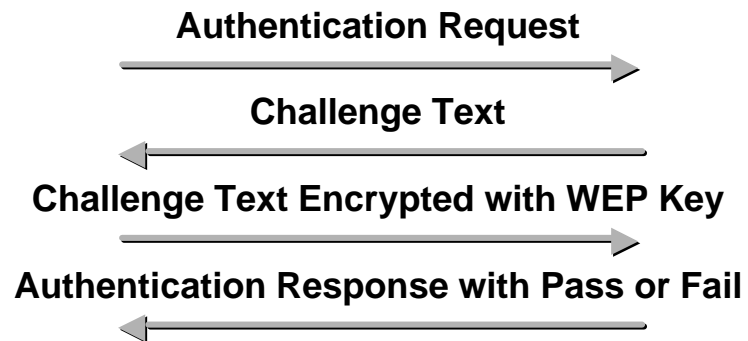 Authentication Request
Challenge Text
Challenge Text Encrypted with WEP Key
Authentication Response with Pass or Fail